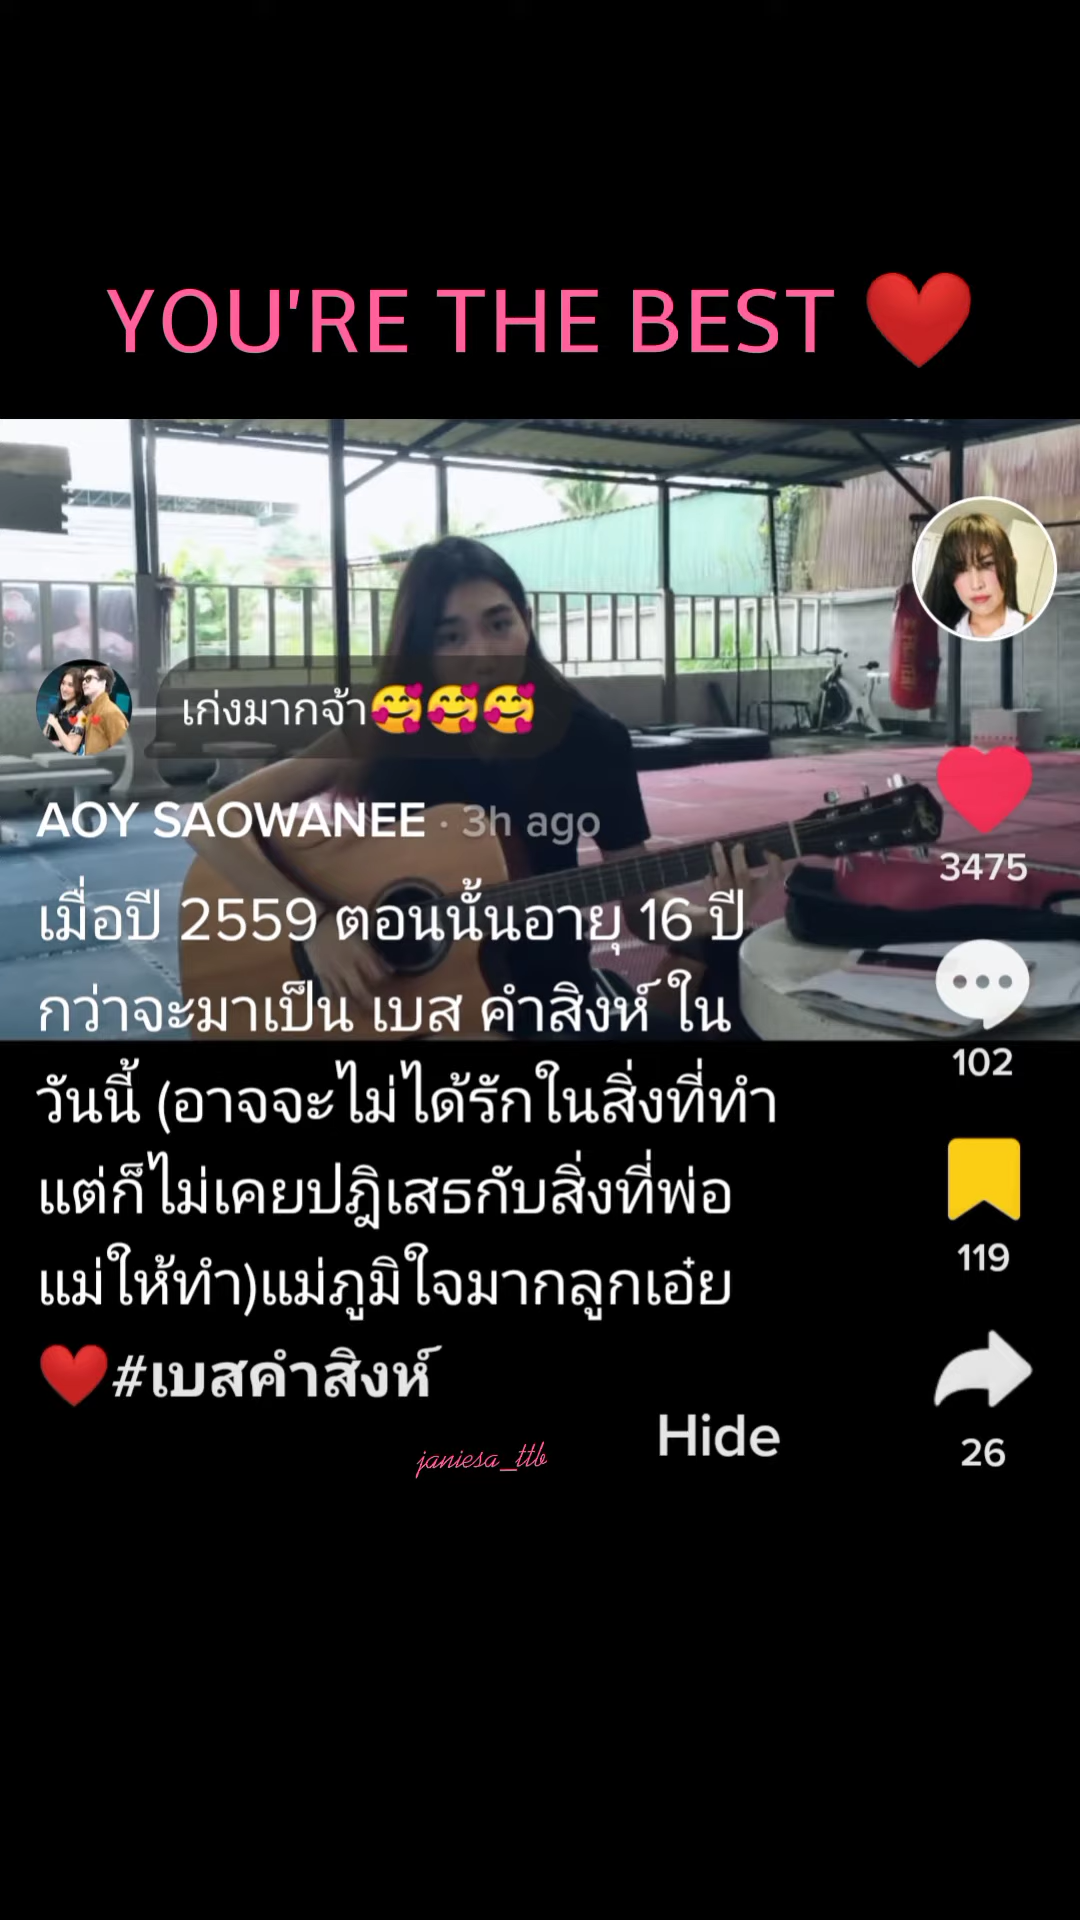 YOU'RE THE BEST ❤️
เก่งมากจ้า🥰🥰🥰
AOY SAOWANEE · 3h ago
3475
เมื่อปี 2559 ตอนนั้นอายุ 16 ปี
กว่าจะมาเป็น เบส คำสิงห์ ใน
วันนี้ (อาจจะไม่ได้รักในสิ่งที่ทำ
แต่ก็ไม่เคยปฎิเสธกับสิ่งที่พ่อ
แม่ให้ทำ)แม่ภูมิใจมากลูกเอ๋ย
❤️#เบสคำสิงห์
102
119
Hide
26
janiesa_ttb